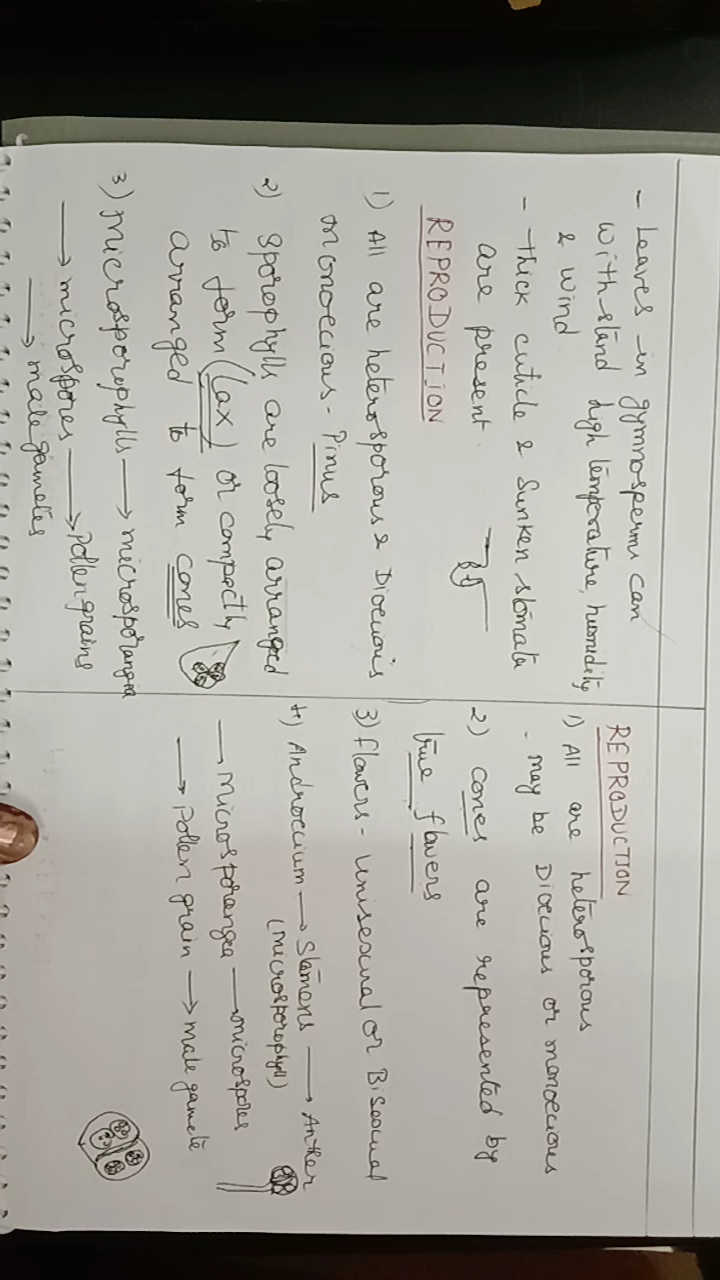 - Leaves in gymnosperms can
withstand high temperature, humidity
& wind
- thick cuticle & Sunken stomata
are present.
REPRODUCTION
1) All are heterosporous & Dioecious
monoecious - Pinus
2) Sporophylls are loosely arranged
to form (lax) or compactly
arranged to form cones
3) Microsporophylls → microsporangia
→ microspores → Pollen grains
→ male gametes
REPRODUCTION
1) All are heterosporous
. may be Dioecious or monoecious
2) cones are represented by
true flowers
3) flowers - Unisexual or Bisexual
4) Androecium → Stamens → Anther
(microsporophyll)
→ Microsporangea → microspores
→ Pollen grain → male gamete